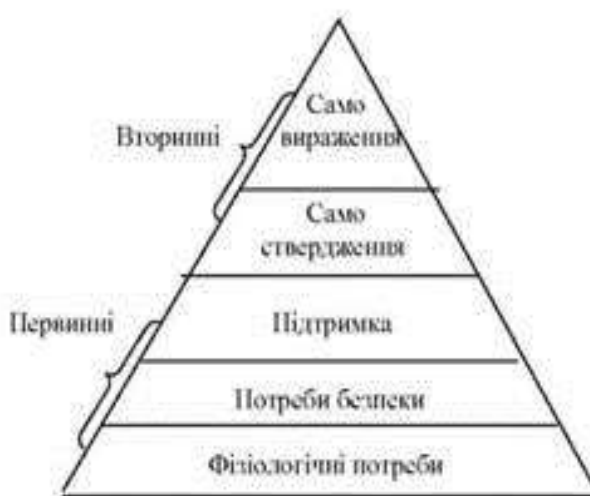 Само
Вторинні
вираження
Само
ствердження
Первинні
Підтримка
Потреби безпеки
Фізіологічні потреби